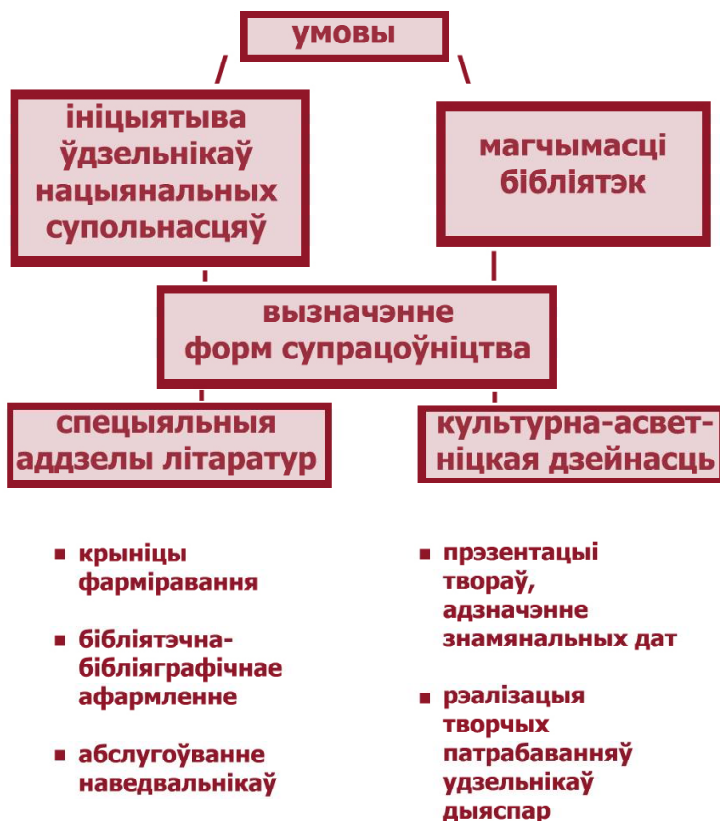 умовы
ініцыятыва
ўдзельнікаў
нацыянальных
супольнасцяў
магчымасці
бібліятэк
вызначэнне
форм супрацоўніцтва
спецыяльныя
аддзелы літаратур
культурна-асвет-
ніцкая дзейнасць
▪ крыніцы
фарміравання
▪ бібліятэчна-
бібліяграфічнае
афармленне
▪ абслугоўванне
наведвальнікаў
▪ прэзентацыі
твораў,
адзначэнне
знамянальных дат
▪ рэалізацыя
творчых
патрабаванняў
удзельнікаў
дыяспар